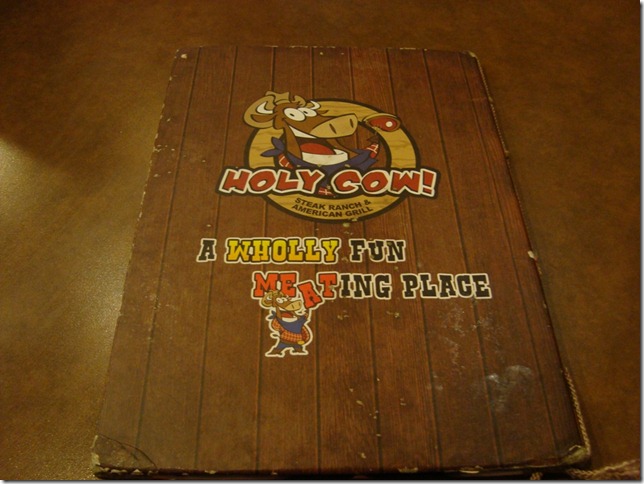 HOLY COW!
STEAK RANCH &
AMERICAN GRILL
A WHOLLY FUN
MEATING PLACE